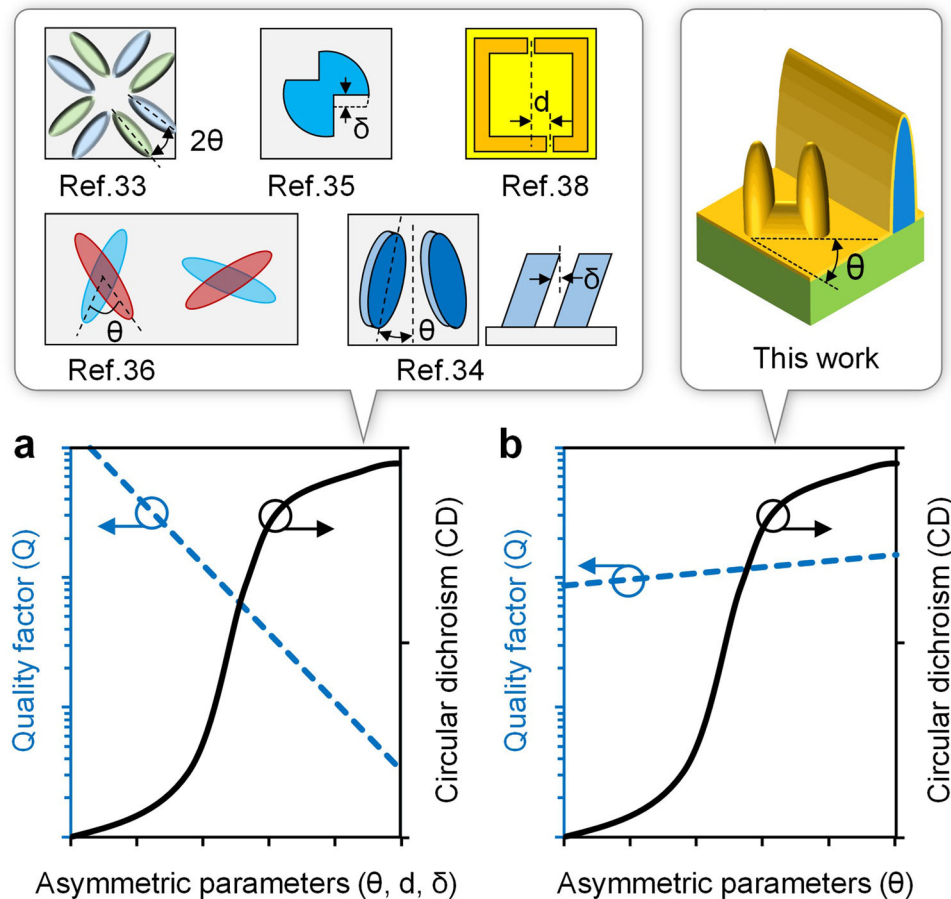 2θ
δ
d
Ref.33
Ref.35
Ref.38
θ
θ
δ
Ref.36
Ref.34
θ
This work
a
Quality factor (Q)
Circular dichroism (CD)
Asymmetric parameters (θ, d, δ)
b
Quality factor (Q)
Circular dichroism (CD)
Asymmetric parameters (θ)